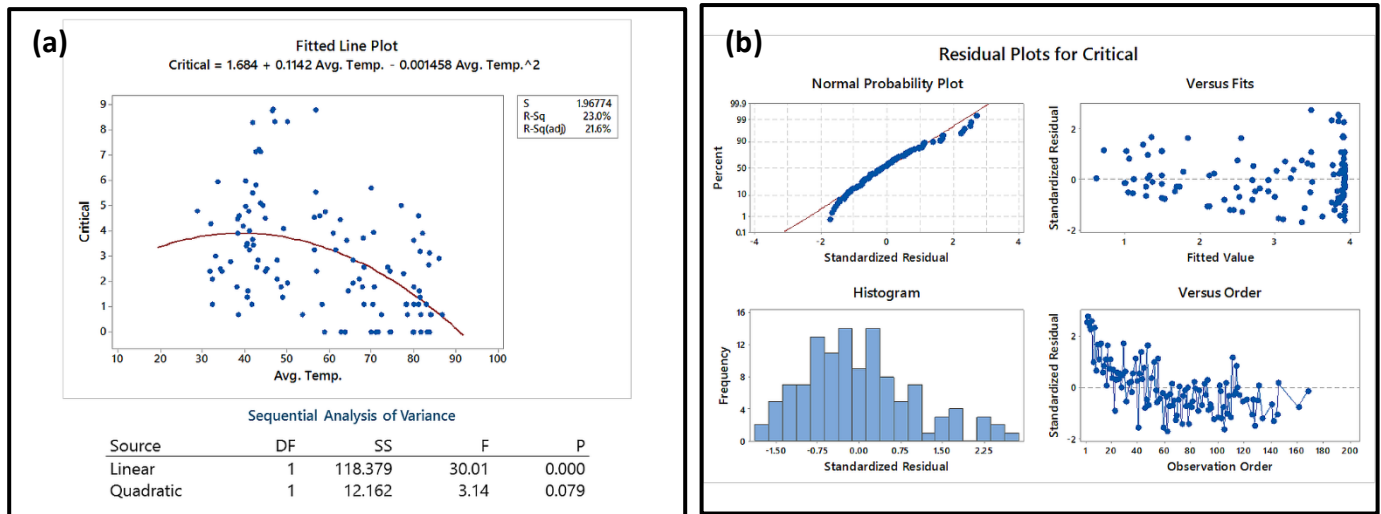 (a)
Fitted Line Plot
Critical = 1.684 + 0.1142 Avg. Temp. - 0.001458 Avg. Temp.^2
S 1.96774
R-Sq 23.0%
R-Sq(adj) 21.6%
9
8
7
6
5
4
3
2
1
0
Critical
10 20 30 40 50 60 70 80 90 100
Avg. Temp.
Sequential Analysis of Variance
Source DF SS F P
Linear 1 118.379 30.01 0.000
Quadratic 1 12.162 3.14 0.079
(b)
Residual Plots for Critical
Normal Probability Plot
99.9
99
90
50
10
1
0.1
Percent
-4 -2 0 2 4
Standardized Residual
Versus Fits
2
0
-2
Standardized Residual
1 2 3 4
Fitted Value
Histogram
16
12
8
4
0
Frequency
-1.50 -0.75 0.00 0.75 1.50 2.25
Standardized Residual
Versus Order
2
0
-2
Standardized Residual
1 20 40 60 80 100 120 140 160 180 200
Observation Order